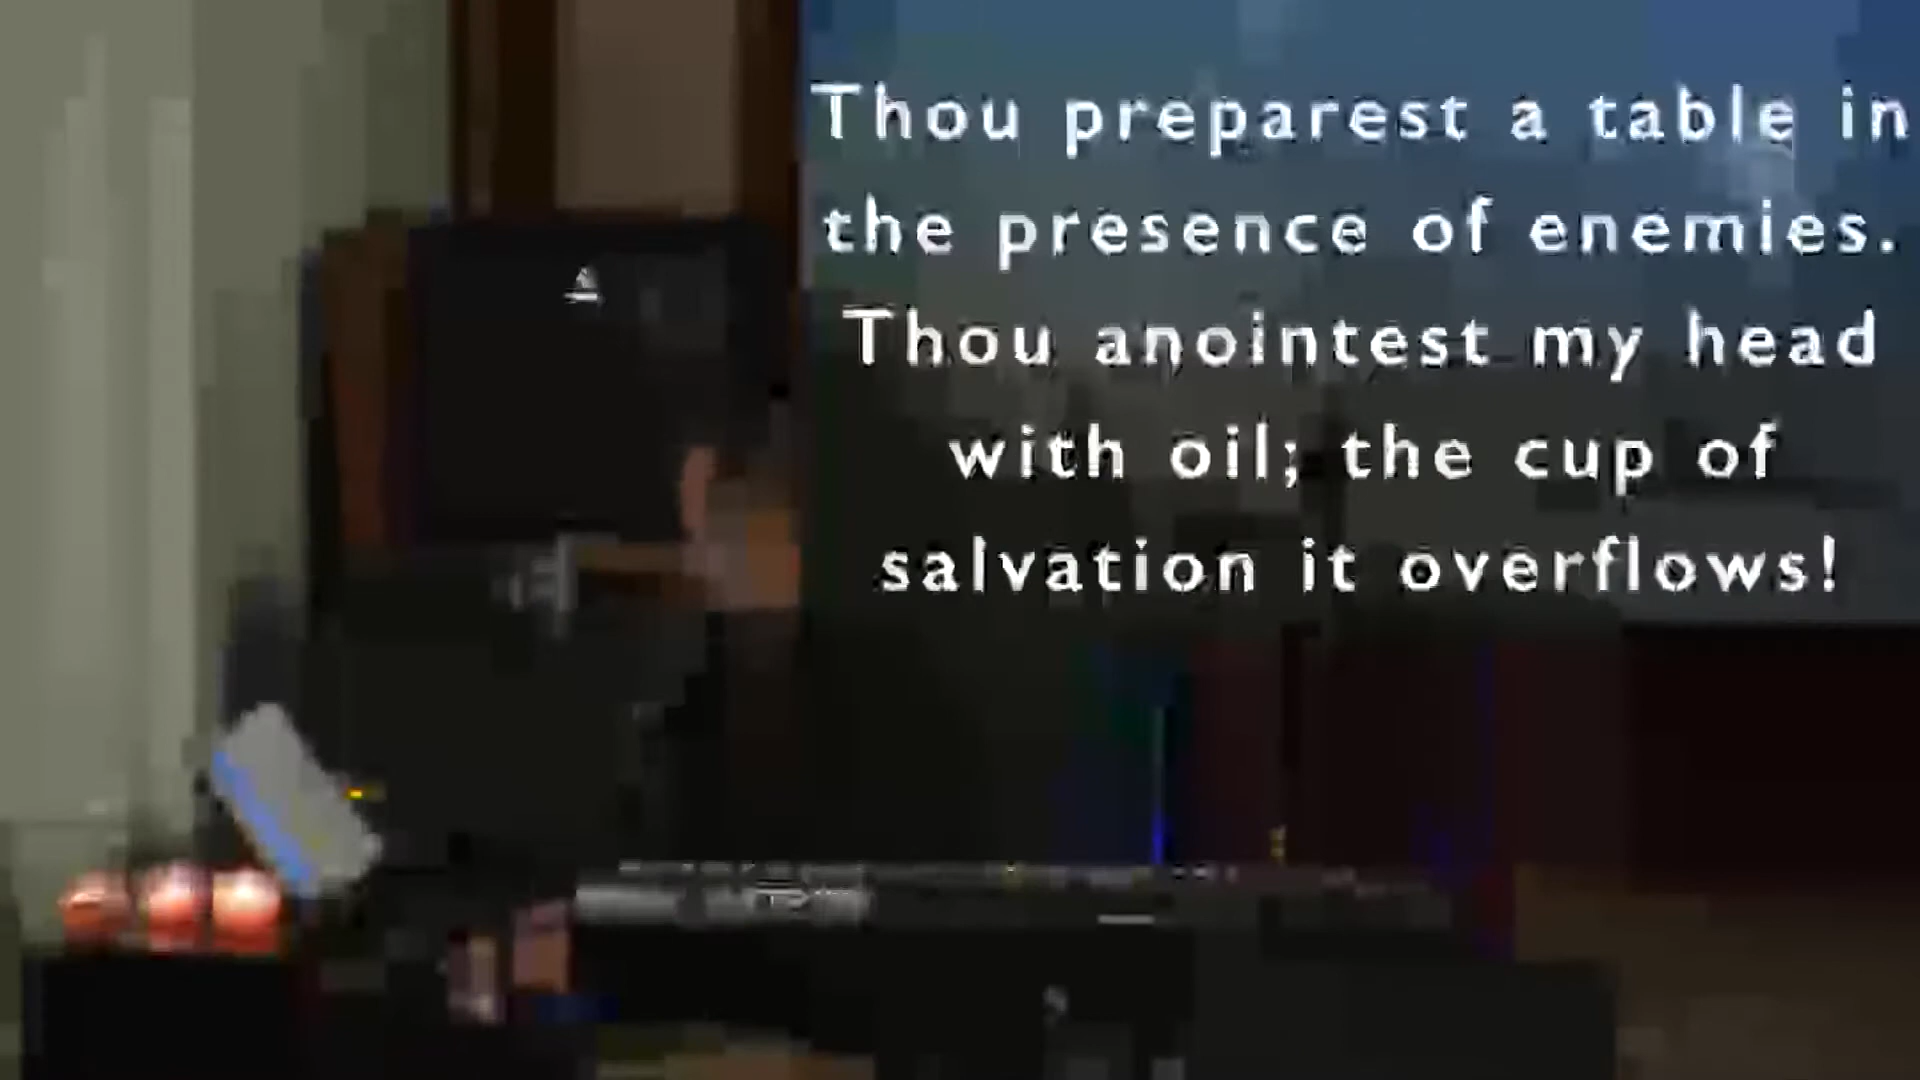 Thou preparest a table in
the presence of enemies.
Thou anointest my head
with oil; the cup of
salvation it overflows!